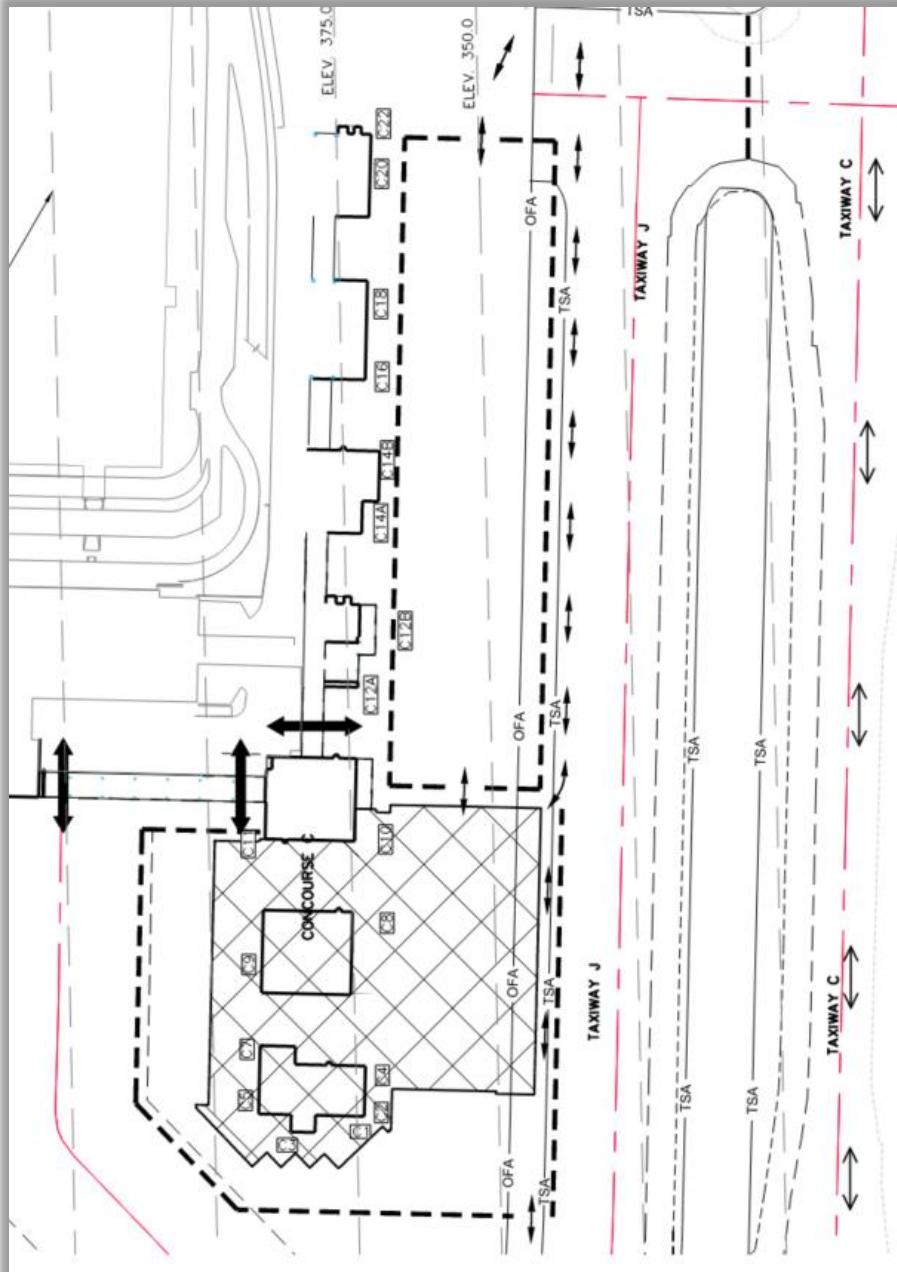 TSA
ELEV. 375.0
ELEV. 350.0
C22
C20
OFA
TAXIWAY C
TAXIWAY J
C18
TSA
C16
C14B
C14A
C12B
C12A
OFA
TSA
TSA
TSA
C11
C10
CONCOURSE C
C8
C9
OFA
TSA
TAXIWAY J
TAXIWAY C
C7
C5
C2
TSA
TSA
C1
OFA
TSA